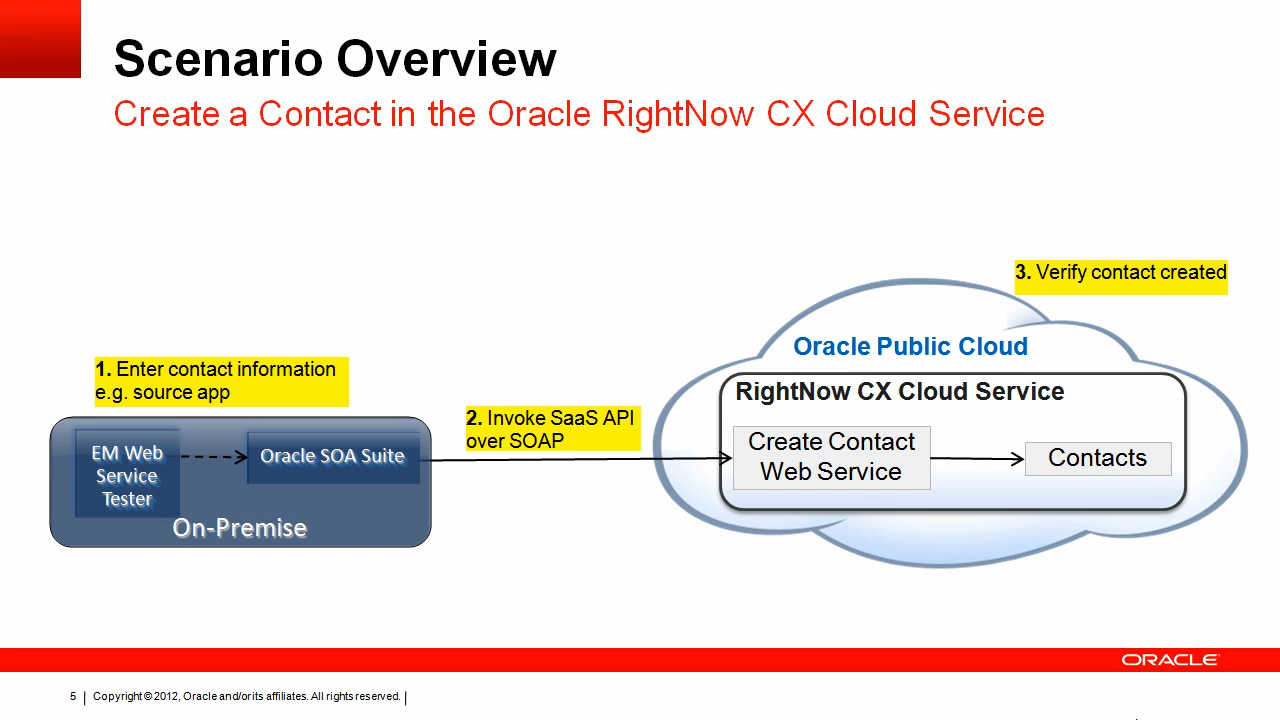 Scenario Overview
Create a Contact in the Oracle RightNow CX Cloud Service
3. Verify contact created
Oracle Public Cloud
1. Enter contact information
e.g. source app
RightNow CX Cloud Service
2. Invoke SaaS API
over SOAP
EM Web
Service
Tester
Oracle SOA Suite
On-Premise
Create Contact
Web Service
Contacts
ORACLE
5 | Copyright © 2012, Oracle and/or its affiliates. All rights reserved. |